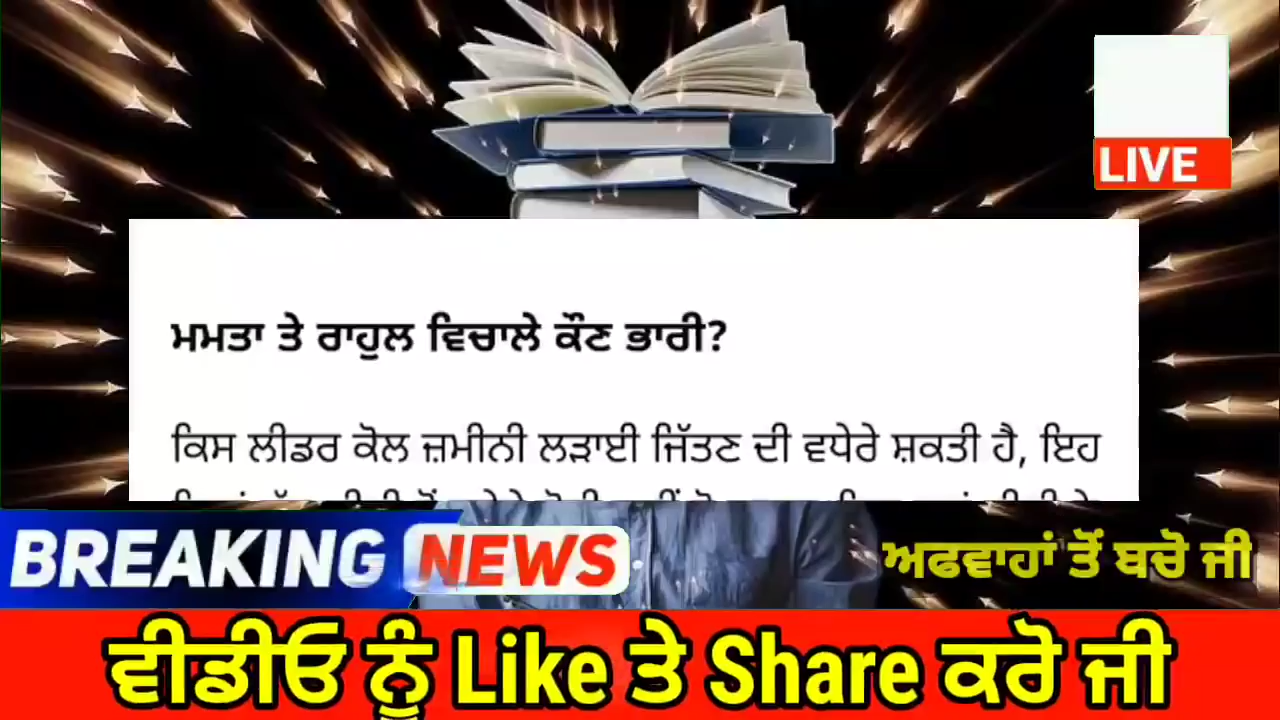 LIVE
ਮਮਤਾ ਤੇ ਰਾਹੁਲ ਵਿਚਾਲੇ ਕੌਣ ਭਾਰੀ?
ਕਿਸ ਲੀਡਰ ਕੋਲ ਜ਼ਮੀਨੀ ਲੜਾਈ ਜਿੱਤਣ ਦੀ ਵਧੇਰੇ ਸ਼ਕਤੀ ਹੈ, ਇਹ
BREAKING NEWS
ਅਫਵਾਹਾਂ ਤੋਂ ਬਚੋ ਜੀ
ਵੀਡੀਓ ਨੂੰ Like ਤੇ Share ਕਰੋ ਜੀ